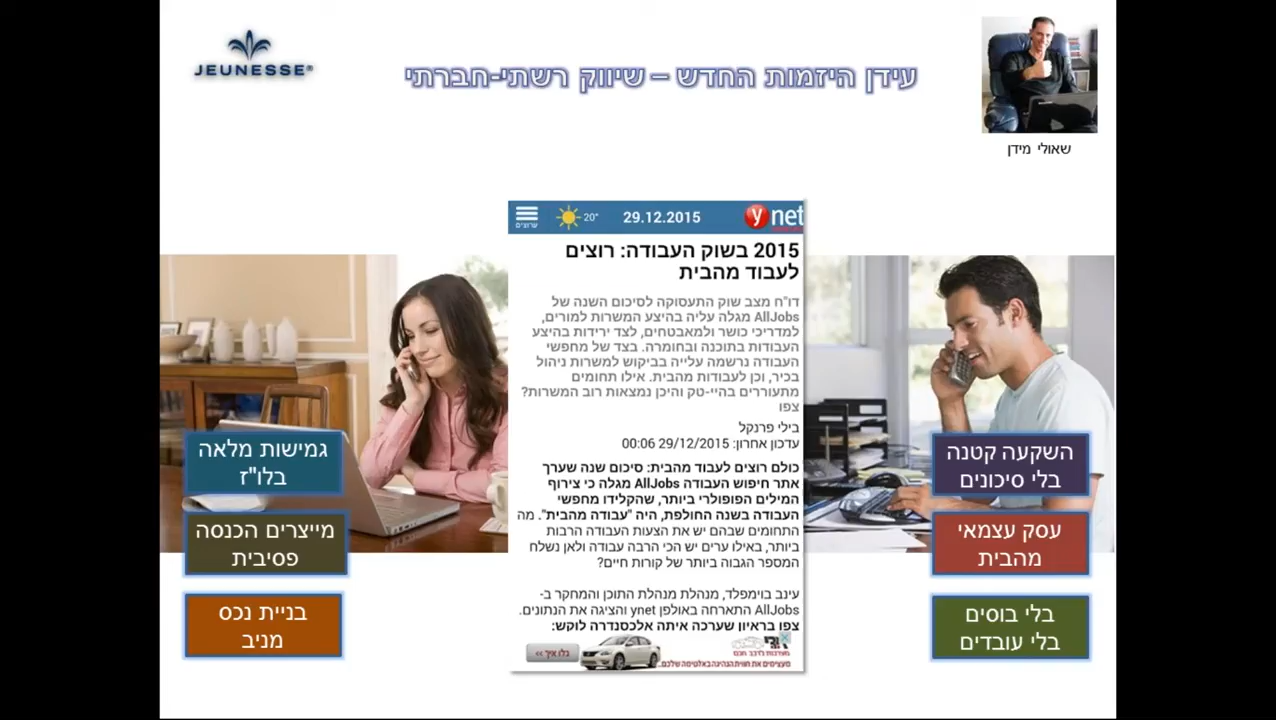 JEUNESSE®
עידן היזמות החדש – שיווק רשתי-חברתי
שאולי מידן
ynet
29.12.2015
20°
ערוצים
2015 בשוק העבודה: רוצים
לעבוד מהבית
דו"ח מצב שוק התעסוקה לסיכום השנה של
AllJobs מגלה עליה בהיצע המשרות למורים,
למדריכי כושר ולמאבטחים, לצד ירידות בהיצע
העבודות בתוכנה ובחומרה. בצד של מחפשי
העבודה נרשמה עלייה בביקוש למשרות ניהול
בכיר, וכן לעבודות מהבית. אילו תחומים
מתעוררים בהיי-טק והיכן נמצאות רוב המשרות?
צפו
בילי פרנקל
עדכון אחרון: 29/12/2015 00:06
כולם רוצים לעבוד מהבית: סיכום שנה שערך
אתר חיפוש העבודה AllJobs מגלה כי צירוף
המילים הפופולרי ביותר, שהקלידו מחפשי
העבודה בשנה החולפת, היה "עבודה מהבית". מה
התחומים שבהם יש את הצעות העבודה הרבות
ביותר, באילו ערים יש הכי הרבה עבודה ולאן נשלח
המספר הגבוה ביותר של קורות חיים?
עינב בוימפלד, מנהלת מנהלת התוכן והמחקר ב-
AllJobs התארחה באולפן ynet והציגה את הנתונים.
צפו בראיון שערכה איתה אלכסנדרה לוקש:
גלו איך >>
השקעה קטנה
בלי סיכונים
עסק עצמאי
מהבית
בלי בוסים
בלי עובדים
גמישות מלאה
בלו"ז
מייצרים הכנסה
פסיבית
בניית נכס
מניב